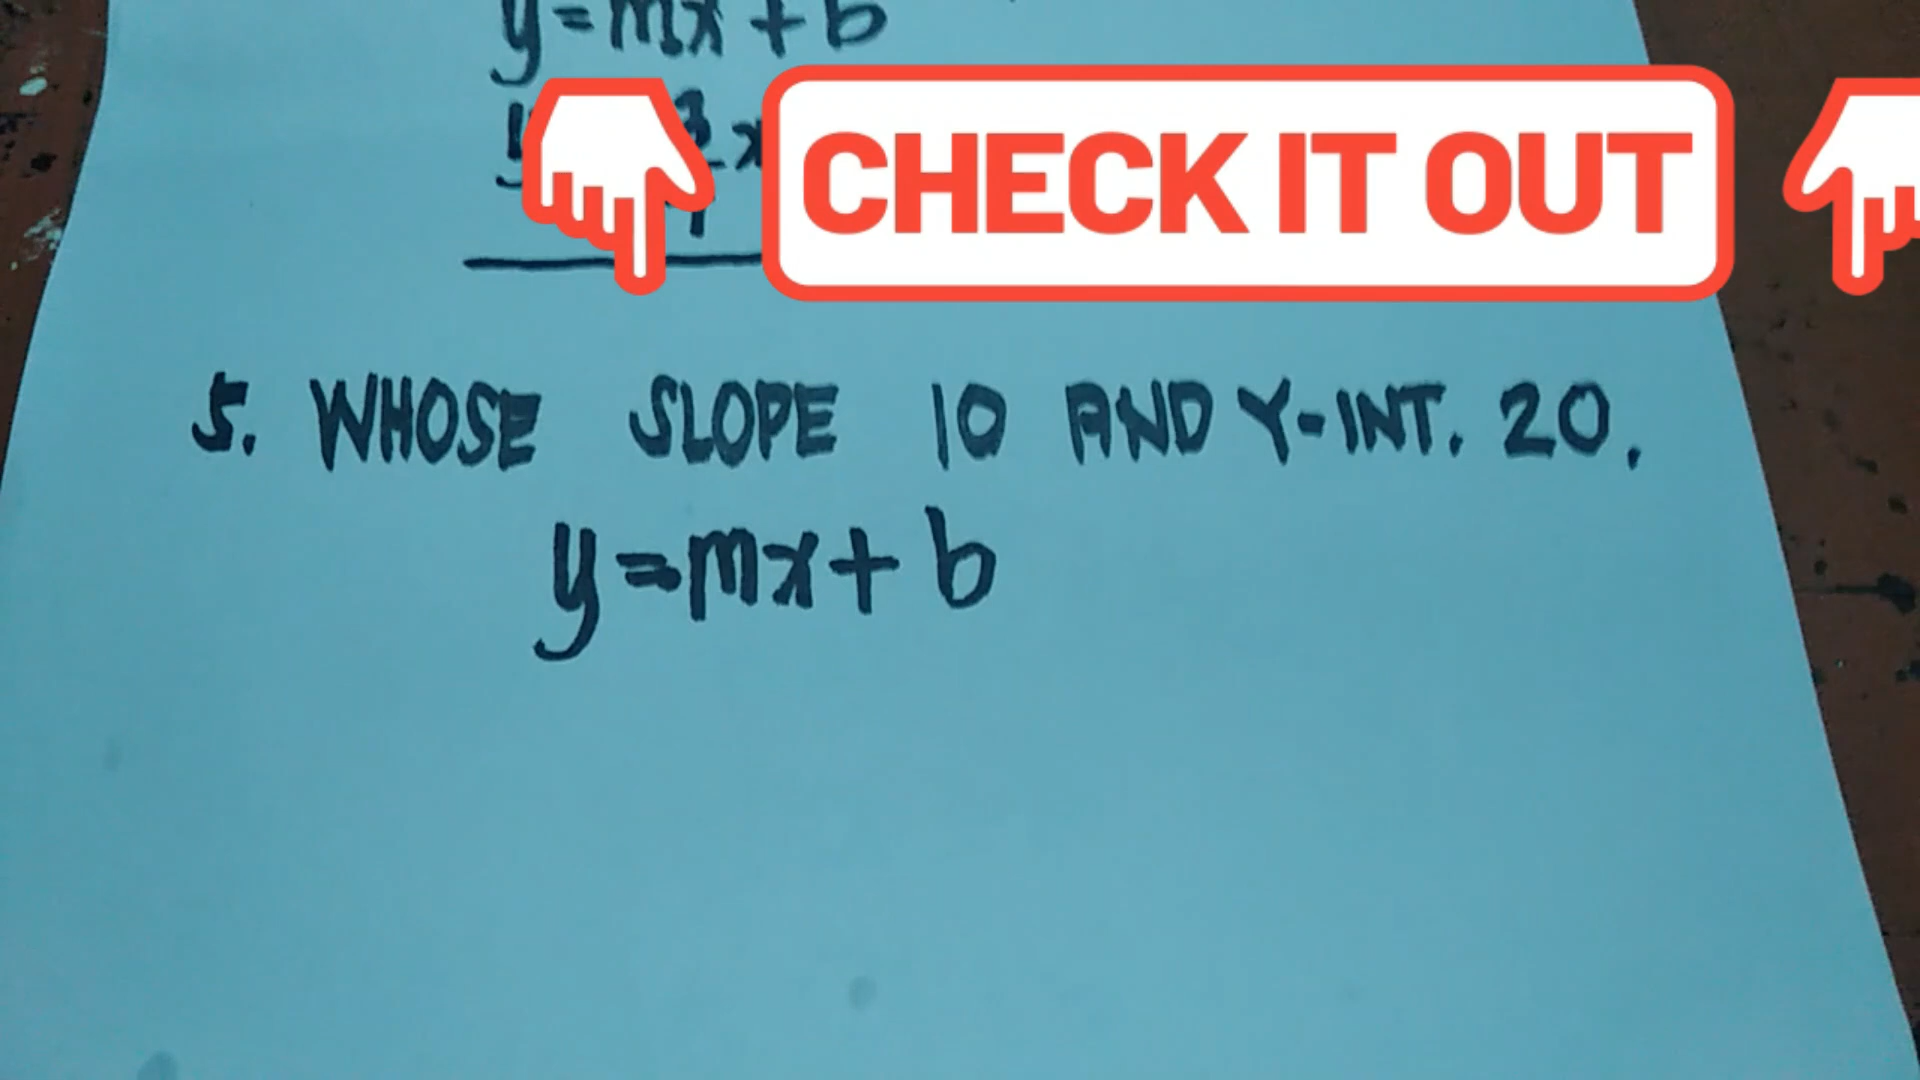 y=mx+b
CHECK IT OUT
5. WHOSE SLOPE 10 AND Y-INT. 20.
y=mx+b